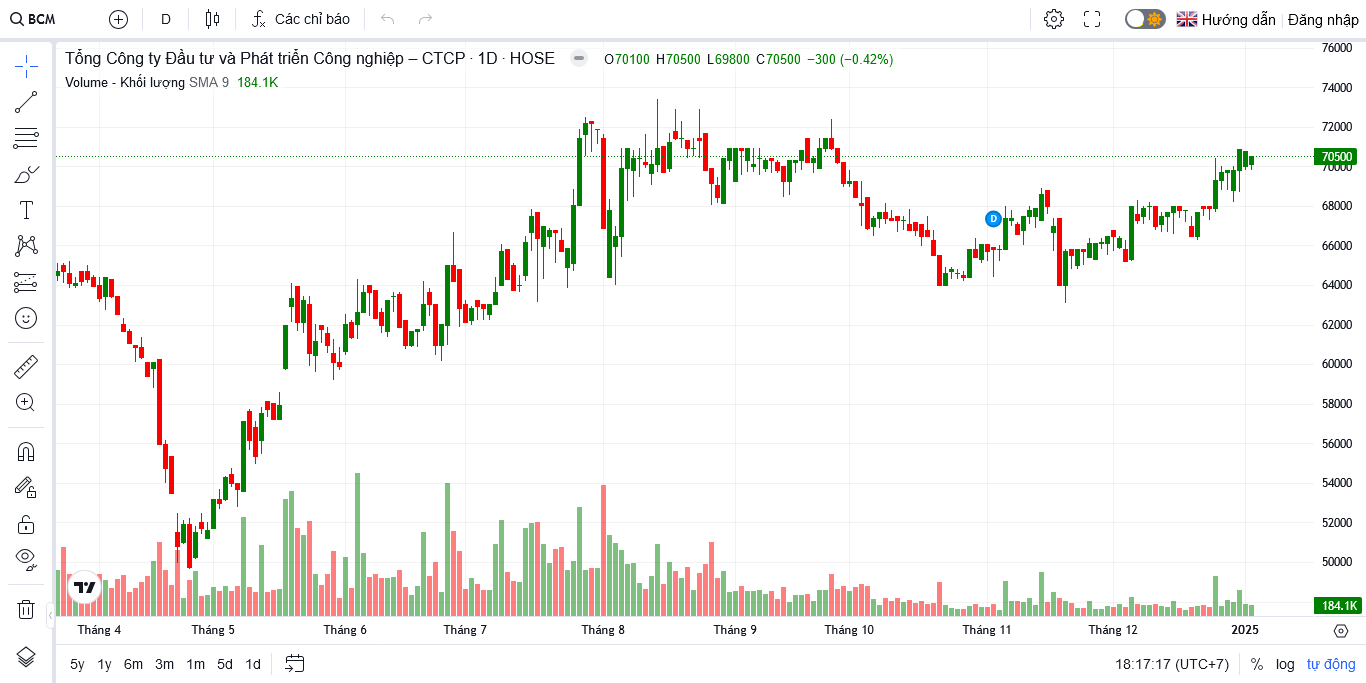 BCM D Các chỉ báo Hướng dẫn Đăng nhập
Tổng Công ty Đầu tư và Phát triển Công nghiệp – CTCP · 1D · HOSE O70100 H70500 L69800 C70500 −300 (−0.42%)
Volume - Khối lượng SMA 9 184.1K
76000
74000
72000
70500
70000
68000
D
66000
64000
62000
60000
58000
56000
54000
52000
50000
184.1K
Tháng 4 Tháng 5 Tháng 6 Tháng 7 Tháng 8 Tháng 9 Tháng 10 Tháng 11 Tháng 12 2025
5y 1y 6m 3m 1m 5d 1d 18:17:17 (UTC+7) % log tự động